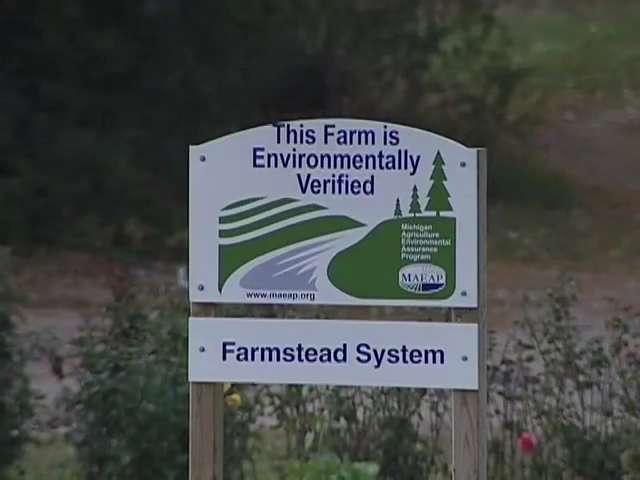 This Farm is
Environmentally
Verified
Michigan
Agriculture
Environmental
Assurance
Program
MAEAP
www.maeap.org
Farmstead System